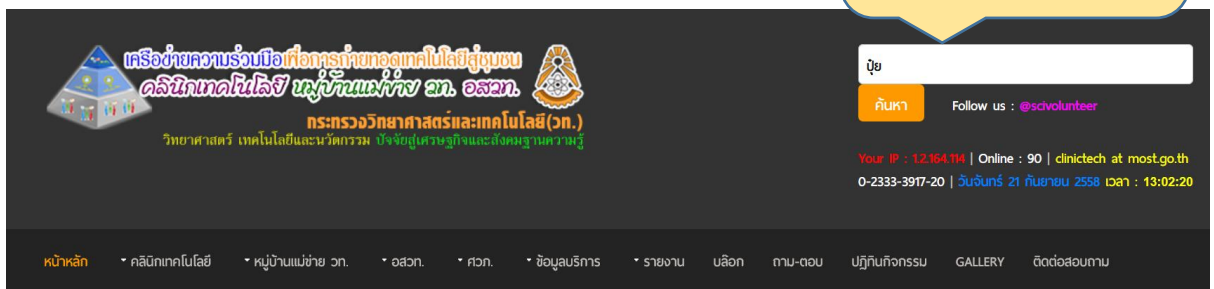 เครือข่ายความร่วมมือเพื่อการถ่ายทอดเทคโนโลยีสู่ชุมชน
คลินิกเทคโนโลยี หมู่บ้านแม่ข่าย วท. อสวท.
กระทรวงวิทยาศาสตร์และเทคโนโลยี(วท.)
วิทยาศาสตร์ เทคโนโลยีและนวัตกรรม ปัจจัยสู่เศรษฐกิจและสังคมฐานความรู้
ปุ๋ย
ค้นหา Follow us : @scivolunteer
Your IP : 1.2.164.114 | Online : 90 | clinictech at most.go.th
0-2333-3917-20 | วันจันทร์ 21 กันยายน 2558 เวลา : 13:02:20
หน้าหลัก คลินิกเทคโนโลยี หมู่บ้านแม่ข่าย วท. อสวท. ศวภ. ข้อมูลบริการ รายงาน บล๊อก ถาม-ตอบ ปฏิทินกิจกรรม GALLERY ติดต่อสอบถาม